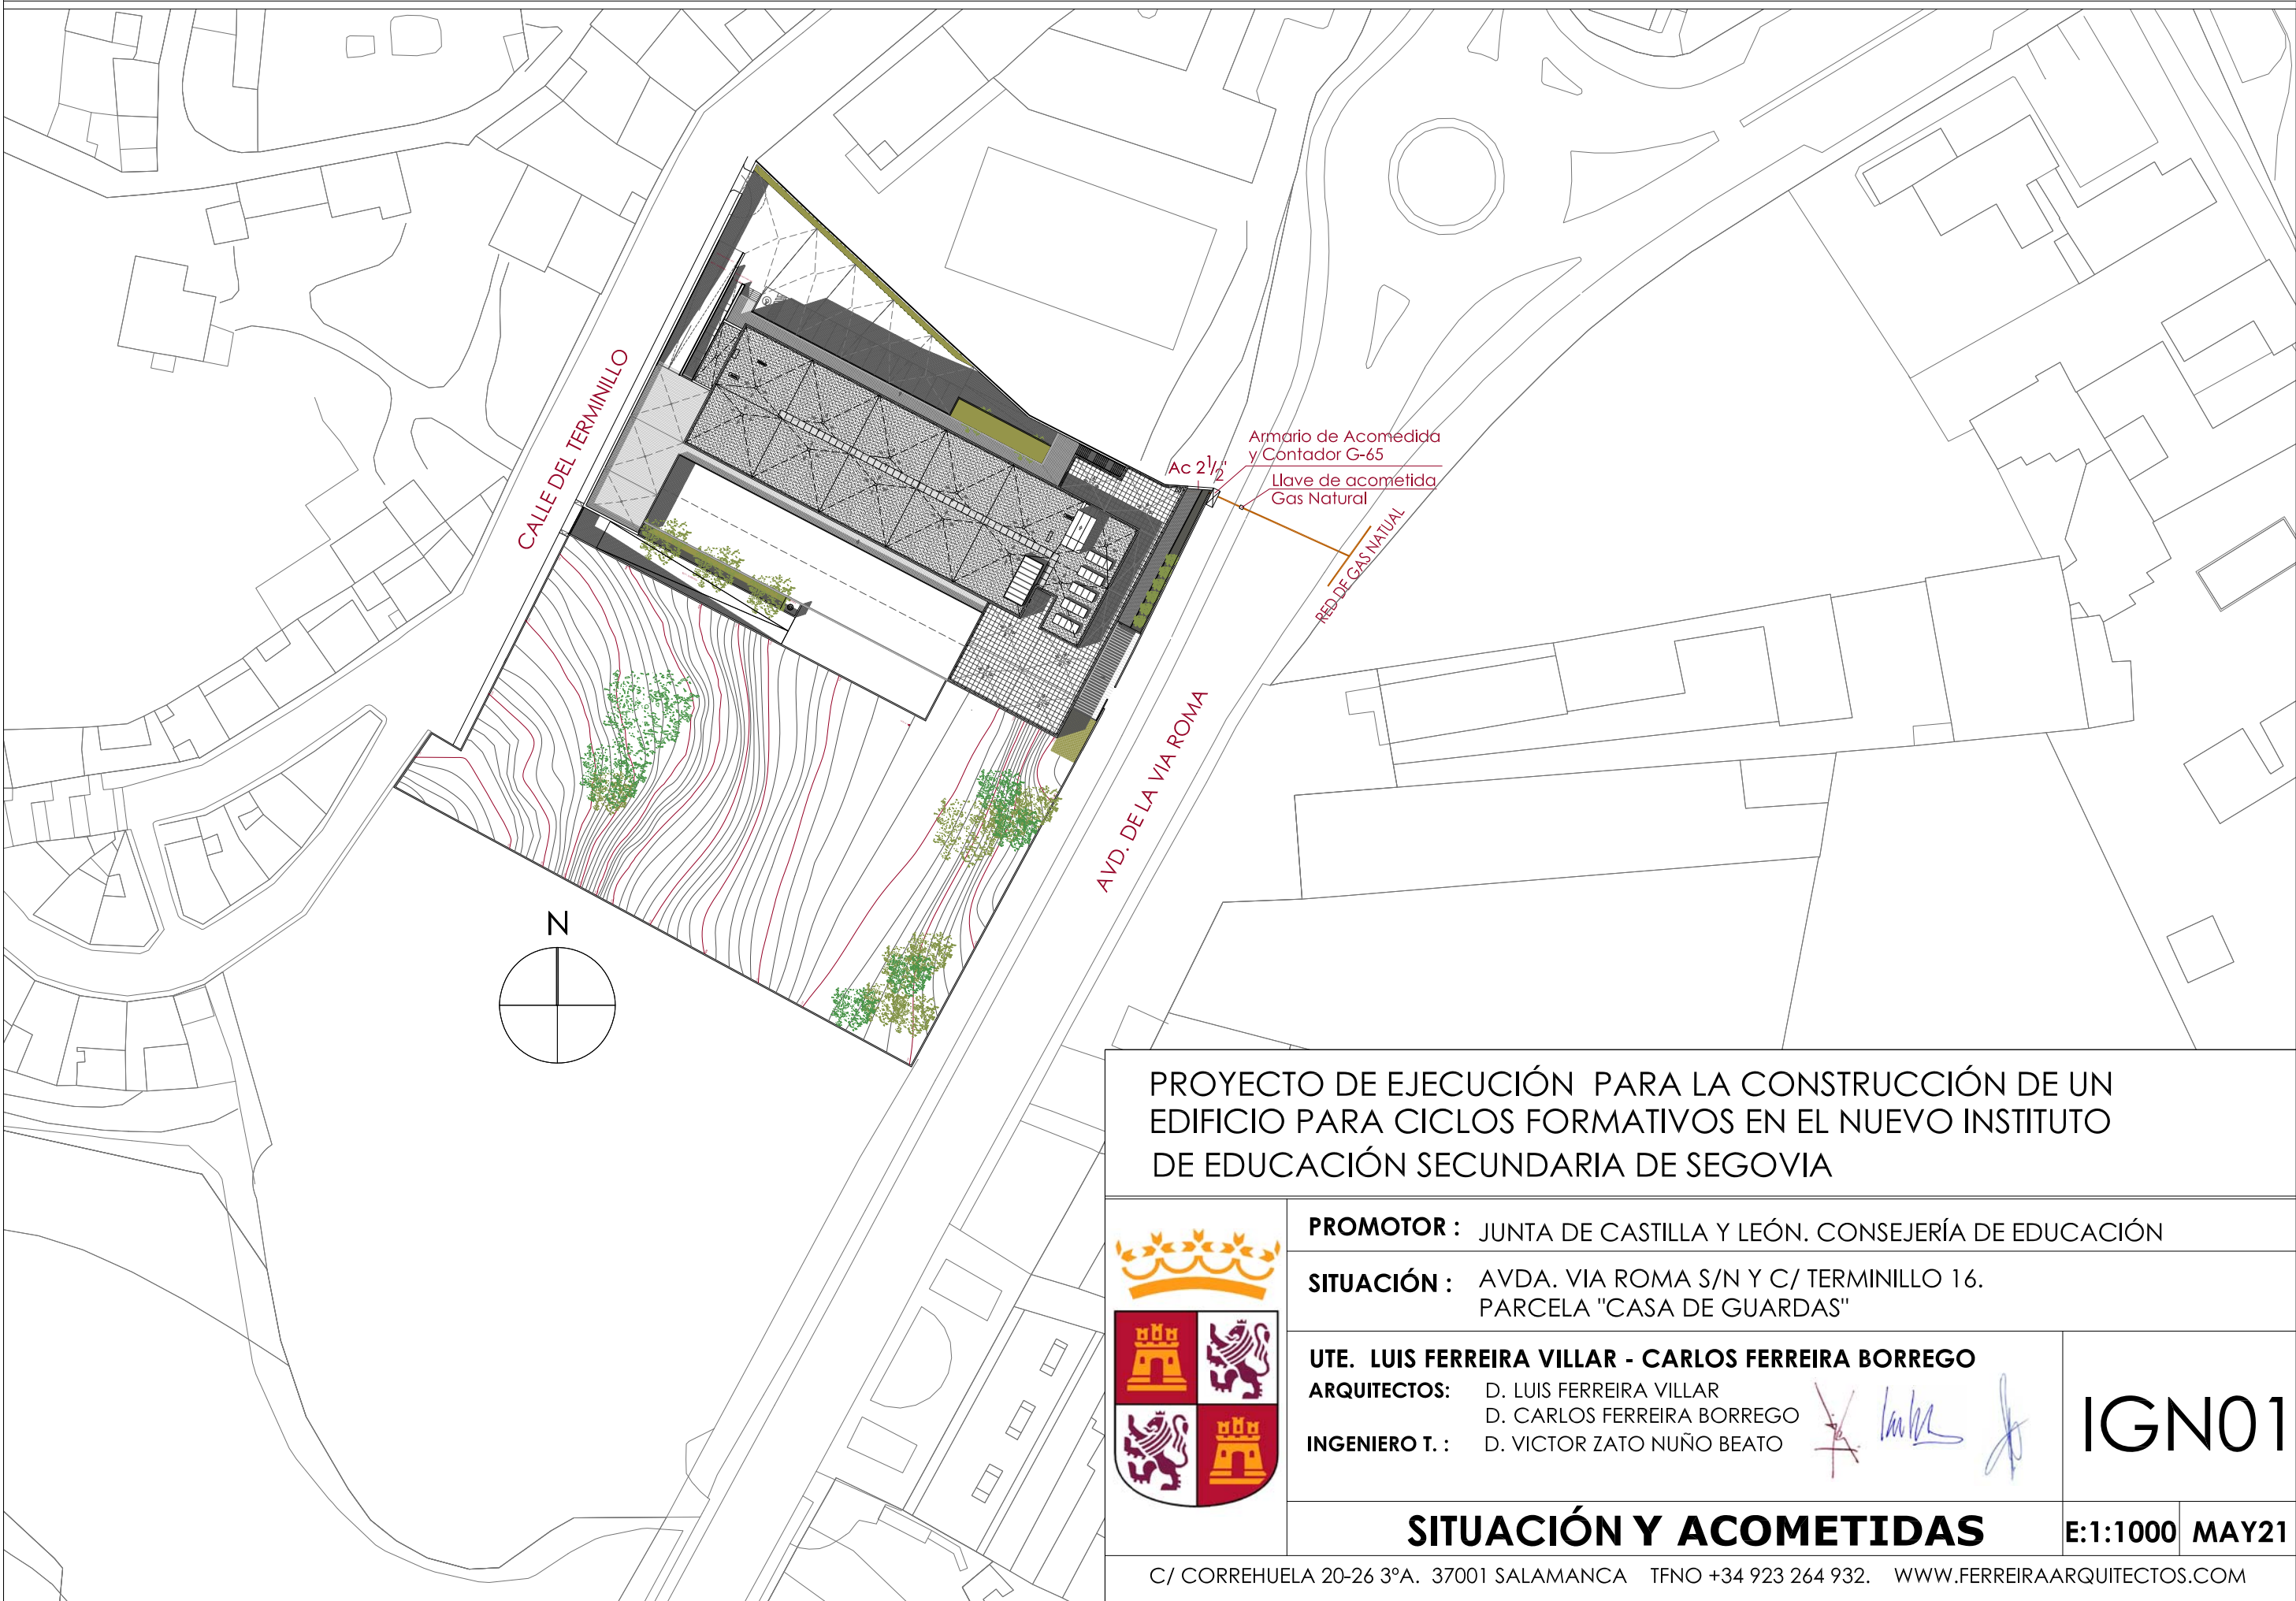 CALLE DEL TERMINILLO
Armario de Acomedida
y Contador G-65
Ac 2 1/2"
Llave de acometida
Gas Natural
RED DE GAS NATUAL
AVD. DE LA VIA ROMA
N
PROYECTO DE EJECUCIÓN PARA LA CONSTRUCCIÓN DE UN
EDIFICIO PARA CICLOS FORMATIVOS EN EL NUEVO INSTITUTO
DE EDUCACIÓN SECUNDARIA DE SEGOVIA
PROMOTOR : JUNTA DE CASTILLA Y LEÓN. CONSEJERÍA DE EDUCACIÓN
SITUACIÓN : AVDA. VIA ROMA S/N Y C/ TERMINILLO 16.
PARCELA "CASA DE GUARDAS"
UTE. LUIS FERREIRA VILLAR - CARLOS FERREIRA BORREGO
ARQUITECTOS: D. LUIS FERREIRA VILLAR
D. CARLOS FERREIRA BORREGO
INGENIERO T. : D. VICTOR ZATO NUÑO BEATO
IGN01
SITUACIÓN Y ACOMETIDAS
E:1:1000 MAY21
C/ CORREHUELA 20-26 3ºA. 37001 SALAMANCA TFNO +34 923 264 932. WWW.FERREIRAARQUITECTOS.COM